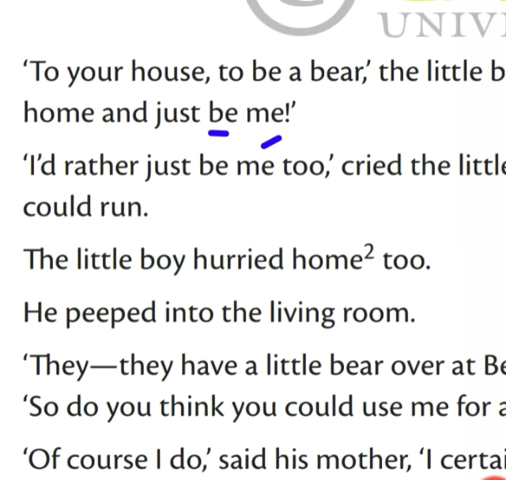 UNIV
‘To your house, to be a bear,’ the little b
home and just be me!’
‘I’d rather just be me too,’ cried the little
could run.
The little boy hurried home² too.
He peeped into the living room.
‘They—they have a little bear over at Be
‘So do you think you could use me for a
‘Of course I do,’ said his mother, ‘I certai